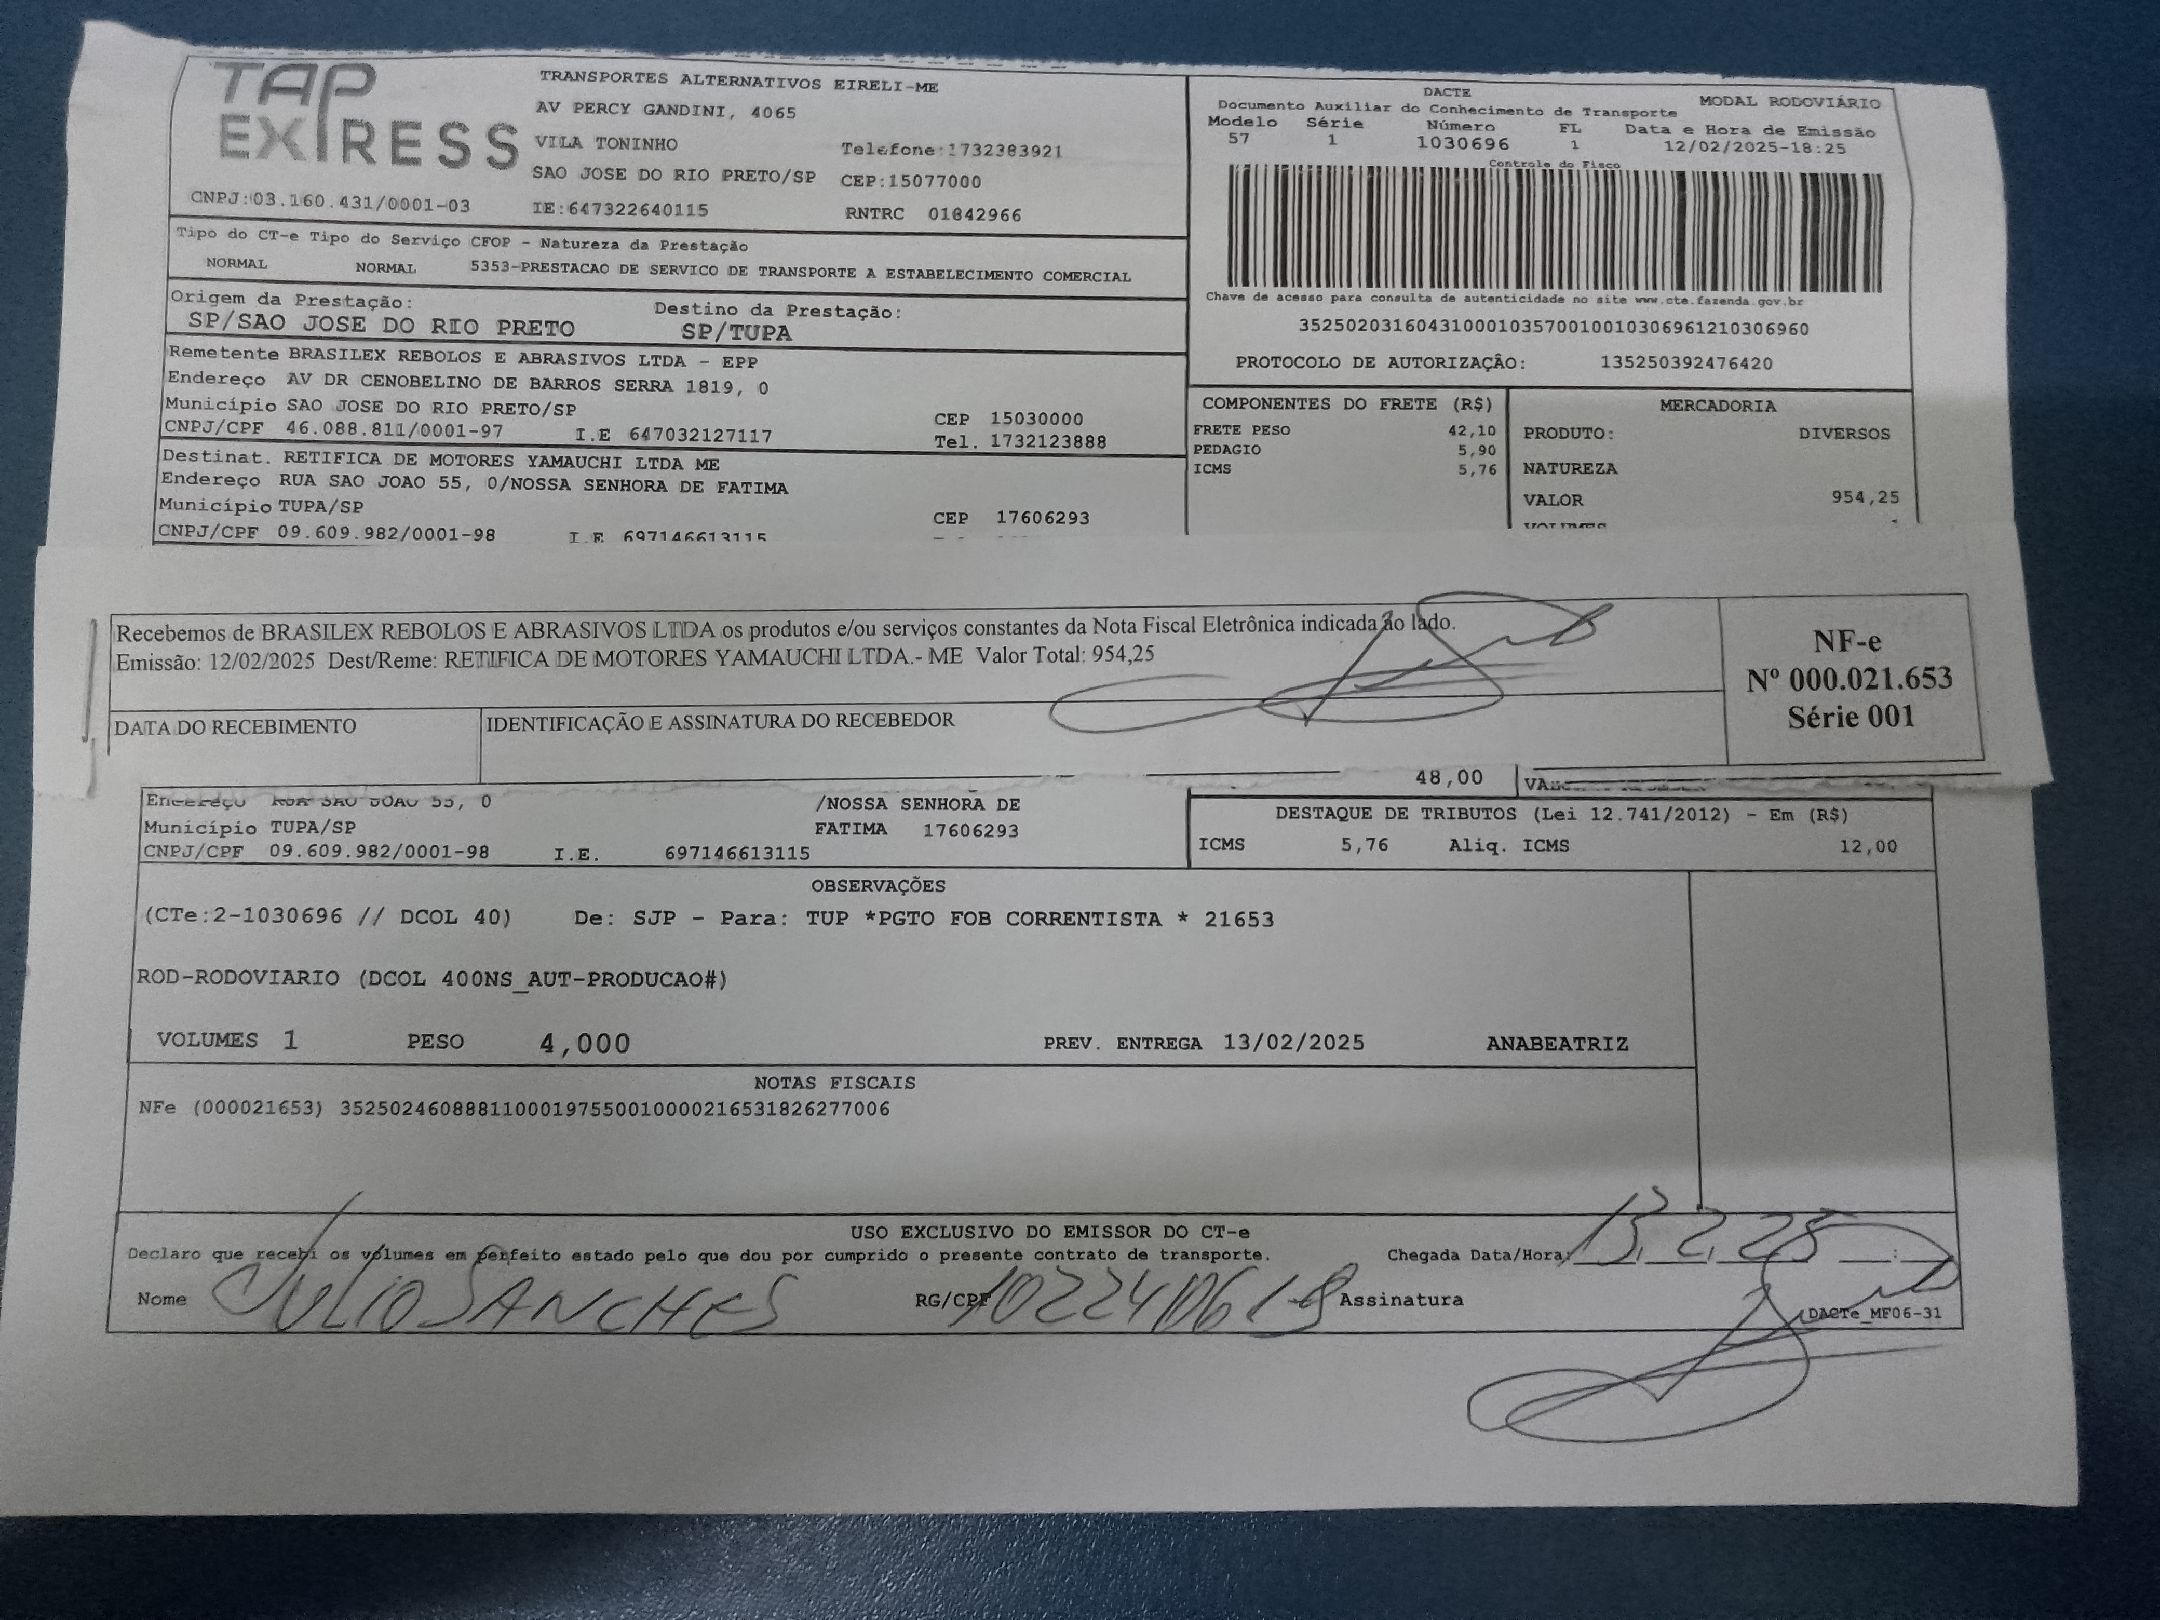 TAP EXPRESS
TRANSPORTES ALTERNATIVOS EIRELI-ME
AV PERCY GANDINI, 4065
VILA TONINHO Telefone:1732383921
SAO JOSE DO RIO PRETO/SP CEP:15077000
CNPJ:03.160.431/0001-03 IE:647322640115 RNTRC 01842966
DACTE
Documento Auxiliar do Conhecimento de Transporte MODAL RODOVIÁRIO
Modelo Série Número FL Data e Hora de Emissão
57 1 1030696 1 12/02/2025-18:25
Controle do Fisco
Chave de acesso para consulta de autenticidade no site www.cte.fazenda.gov.br
35250203160431000103570010010306961210306960
PROTOCOLO DE AUTORIZAÇÃO: 135250392476420
Tipo do CT-e Tipo do Serviço CFOP - Natureza da Prestação
NORMAL NORMAL 5353-PRESTACAO DE SERVICO DE TRANSPORTE A ESTABELECIMENTO COMERCIAL
Origem da Prestação: Destino da Prestação:
SP/SAO JOSE DO RIO PRETO SP/TUPA
Remetente BRASILEX REBOLOS E ABRASIVOS LTDA - EPP
Endereço AV DR CENOBELINO DE BARROS SERRA 1819, 0
Município SAO JOSE DO RIO PRETO/SP CEP 15030000
CNPJ/CPF 46.088.811/0001-97 I.E 647032127117 Tel. 1732123888
Destinat. RETIFICA DE MOTORES YAMAUCHI LTDA ME
Endereço RUA SAO JOAO 55, 0/NOSSA SENHORA DE FATIMA
Município TUPA/SP CEP 17606293
CNPJ/CPF 09.609.982/0001-98 I.E 697146613115
COMPONENTES DO FRETE (R$) MERCADORIA
FRETE PESO 42,10 PRODUTO: DIVERSOS
PEDAGIO 5,90
ICMS 5,76 NATUREZA
VALOR 954,25
VOLUMES
Recebemos de BRASILEX REBOLOS E ABRASIVOS LTDA os produtos e/ou serviços constantes da Nota Fiscal Eletrônica indicada ao lado.
Emissão: 12/02/2025 Dest/Reme: RETIFICA DE MOTORES YAMAUCHI LTDA.- ME Valor Total: 954,25
NF-e
Nº 000.021.653
Série 001
DATA DO RECEBIMENTO IDENTIFICAÇÃO E ASSINATURA DO RECEBEDOR
48,00
Endereço RUA SAO JOAO 55, 0 /NOSSA SENHORA DE
Município TUPA/SP FATIMA 17606293
CNPJ/CPF 09.609.982/0001-98 I.E. 697146613115
DESTAQUE DE TRIBUTOS (Lei 12.741/2012) - Em (R$)
ICMS 5,76 Aliq. ICMS 12,00
OBSERVAÇÕES
(CTe:2-1030696 // DCOL 40) De: SJP - Para: TUP *PGTO FOB CORRENTISTA * 21653
ROD-RODOVIARIO (DCOL 400NS_AUT-PRODUCAO#)
VOLUMES 1 PESO 4,000 PREV. ENTREGA 13/02/2025 ANABEATRIZ
NOTAS FISCAIS
NFe (000021653) 35250246088811000197550010000216531826277006
USO EXCLUSIVO DO EMISSOR DO CT-e
Declaro que recebi os volumes em perfeito estado pelo que dou por cumprido o presente contrato de transporte. Chegada Data/Hora: 13.2.25
Nome JULIO SANCHES RG/CPF 10224061-8 Assinatura
DACTe_MF06-31